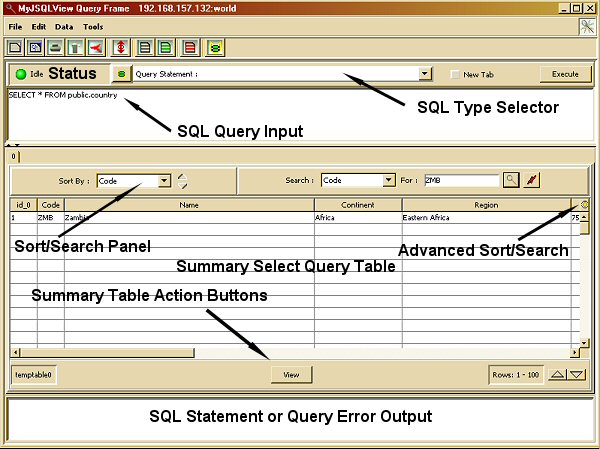 MyJSQLView Query Frame 192.168.157.132:world
File Edit Data Tools
Idle Status Query Statement : New Tab Execute
SELECT * FROM public.country
SQL Type Selector
SQL Query Input
0
Sort By : Code Search : Code For : ZMB
id_0 Code Name Continent Region
1 ZMB Zambia Africa Eastern Africa 75
Sort/Search Panel
Advanced Sort/Search
Summary Select Query Table
Summary Table Action Buttons
temptable0 View Rows: 1 - 100
SQL Statement or Query Error Output